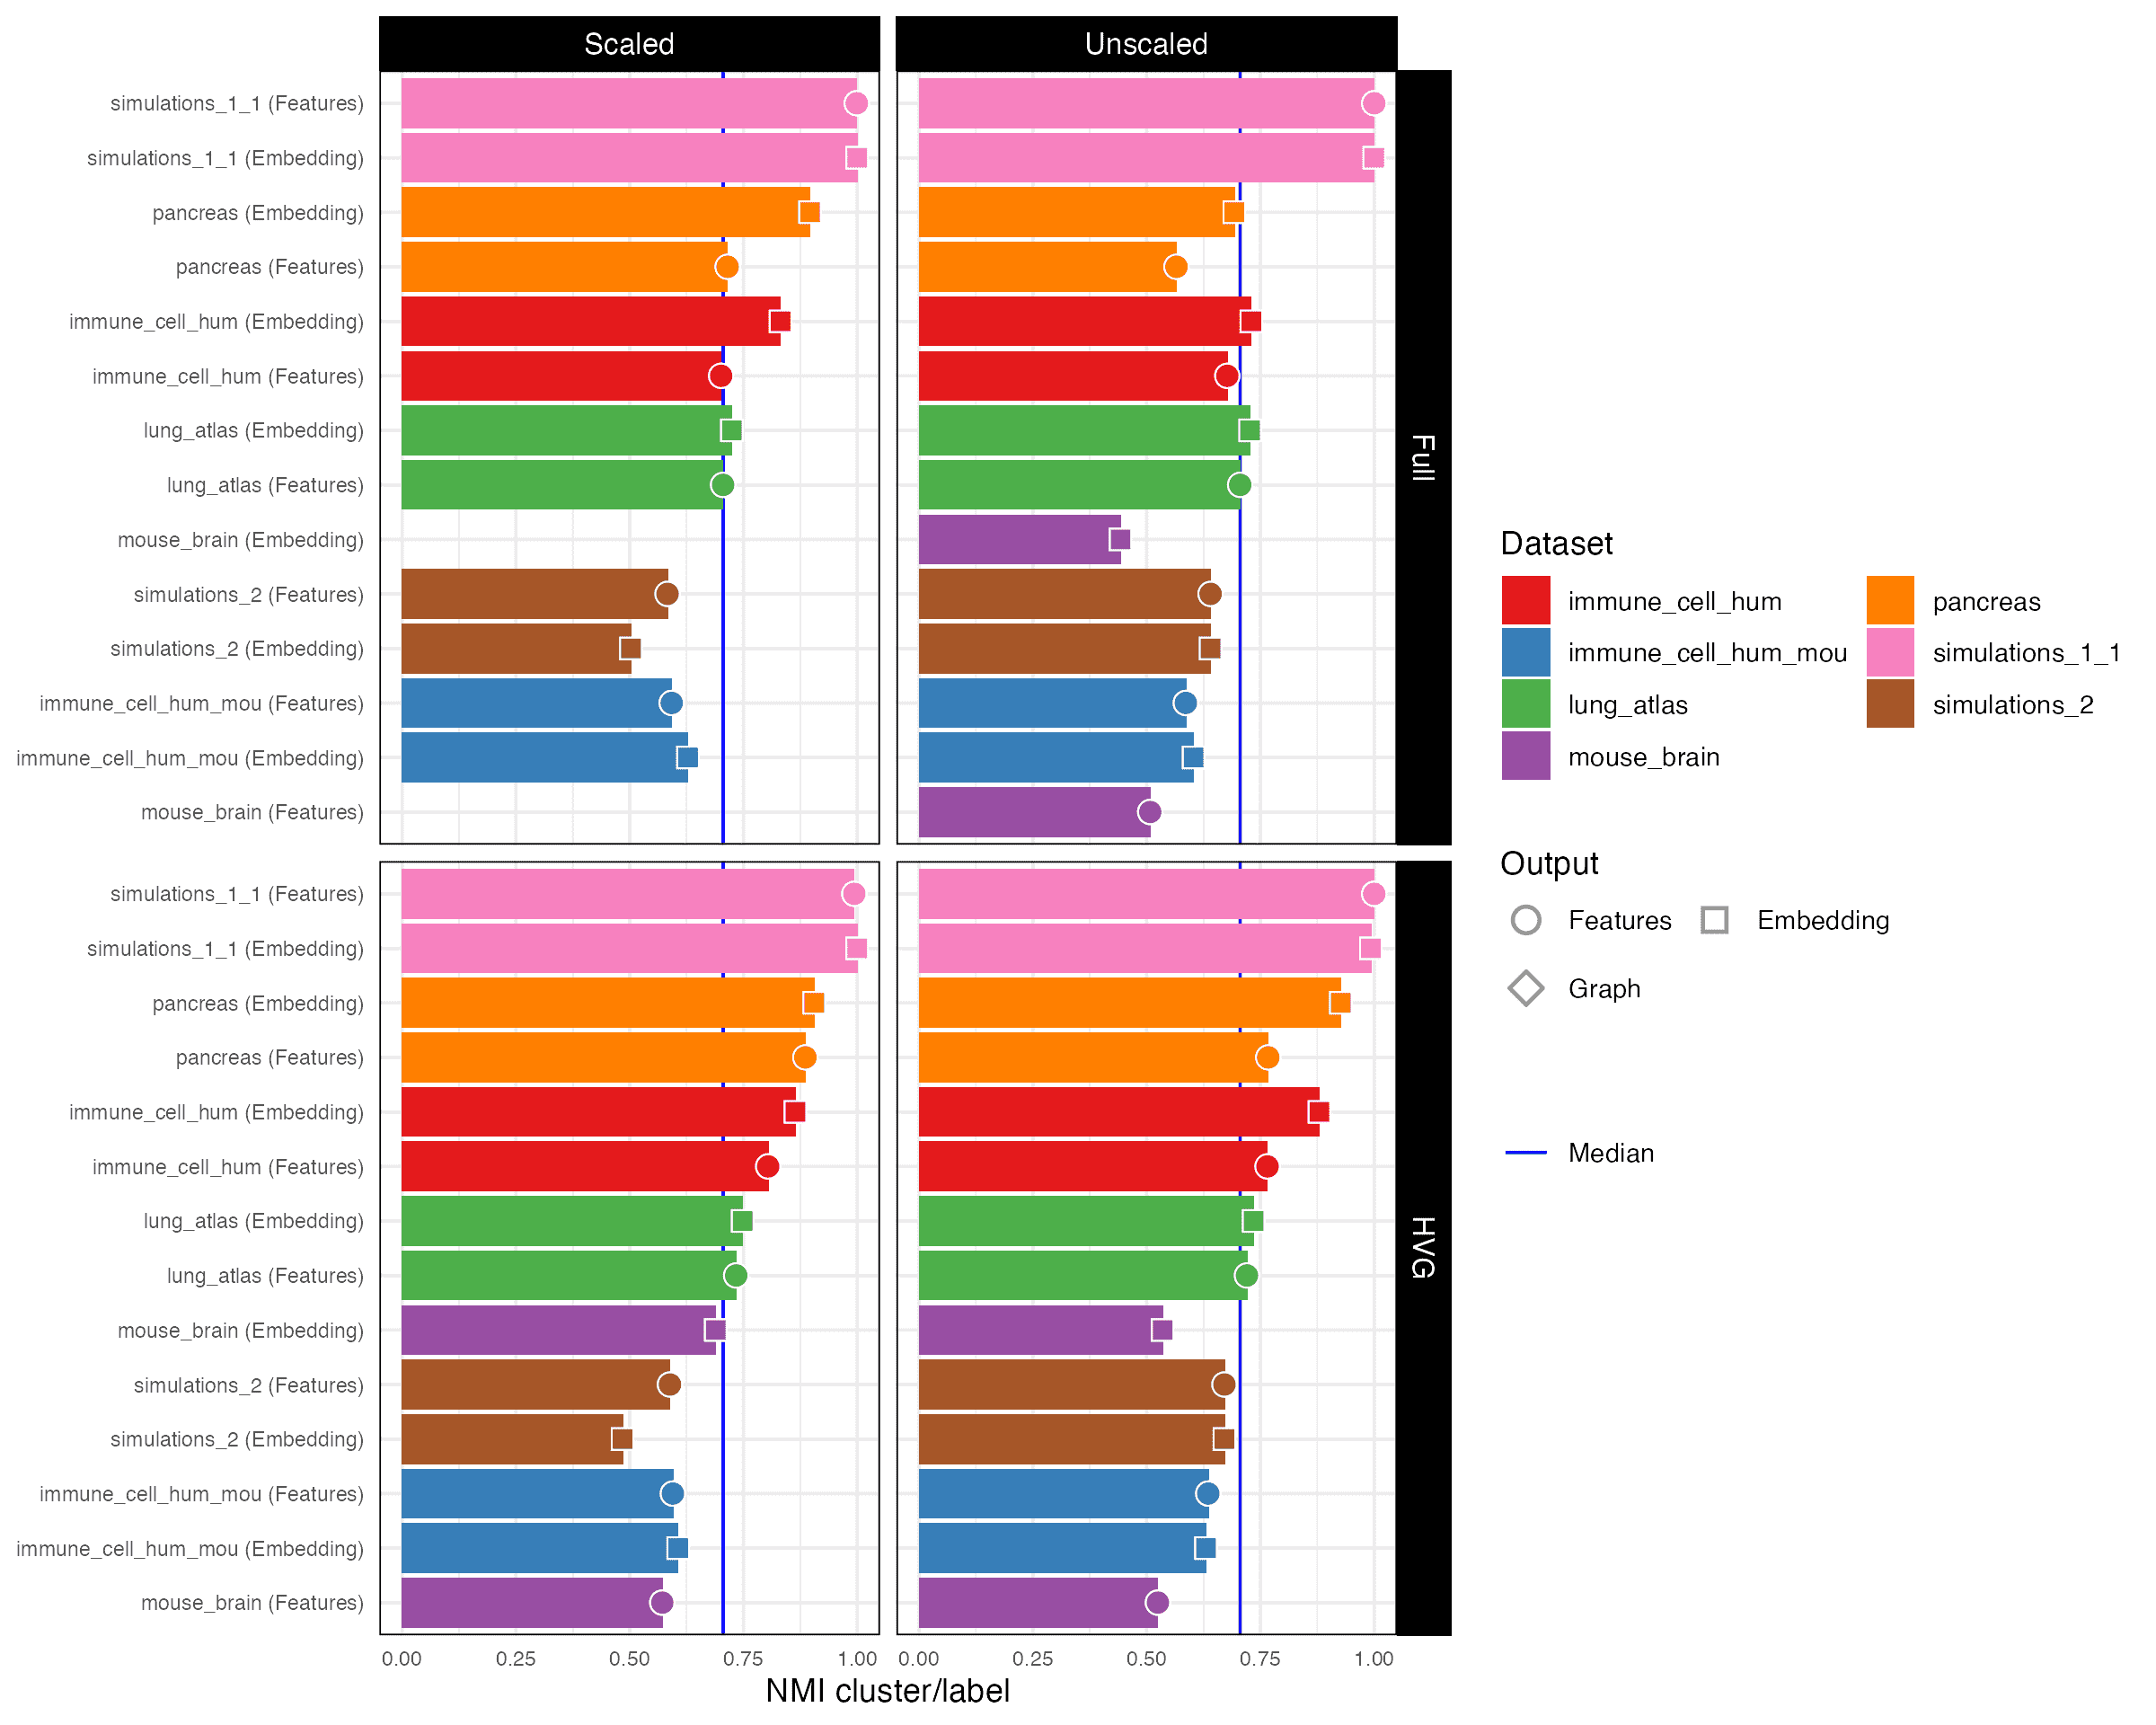 Scaled
Unscaled
simulations_1_1 (Features)
simulations_1_1 (Embedding)
pancreas (Embedding)
pancreas (Features)
immune_cell_hum (Embedding)
immune_cell_hum (Features)
lung_atlas (Embedding)
lung_atlas (Features)
mouse_brain (Embedding)
simulations_2 (Features)
simulations_2 (Embedding)
immune_cell_hum_mou (Features)
immune_cell_hum_mou (Embedding)
mouse_brain (Features)
Full
simulations_1_1 (Features)
simulations_1_1 (Embedding)
pancreas (Embedding)
pancreas (Features)
immune_cell_hum (Embedding)
immune_cell_hum (Features)
lung_atlas (Embedding)
lung_atlas (Features)
mouse_brain (Embedding)
simulations_2 (Features)
simulations_2 (Embedding)
immune_cell_hum_mou (Features)
immune_cell_hum_mou (Embedding)
mouse_brain (Features)
HVG
0.00 0.25 0.50 0.75 1.00 0.00 0.25 0.50 0.75 1.00
NMI cluster/label
Dataset
immune_cell_hum
immune_cell_hum_mou
lung_atlas
mouse_brain
pancreas
simulations_1_1
simulations_2
Output
Features Embedding
Graph
Median